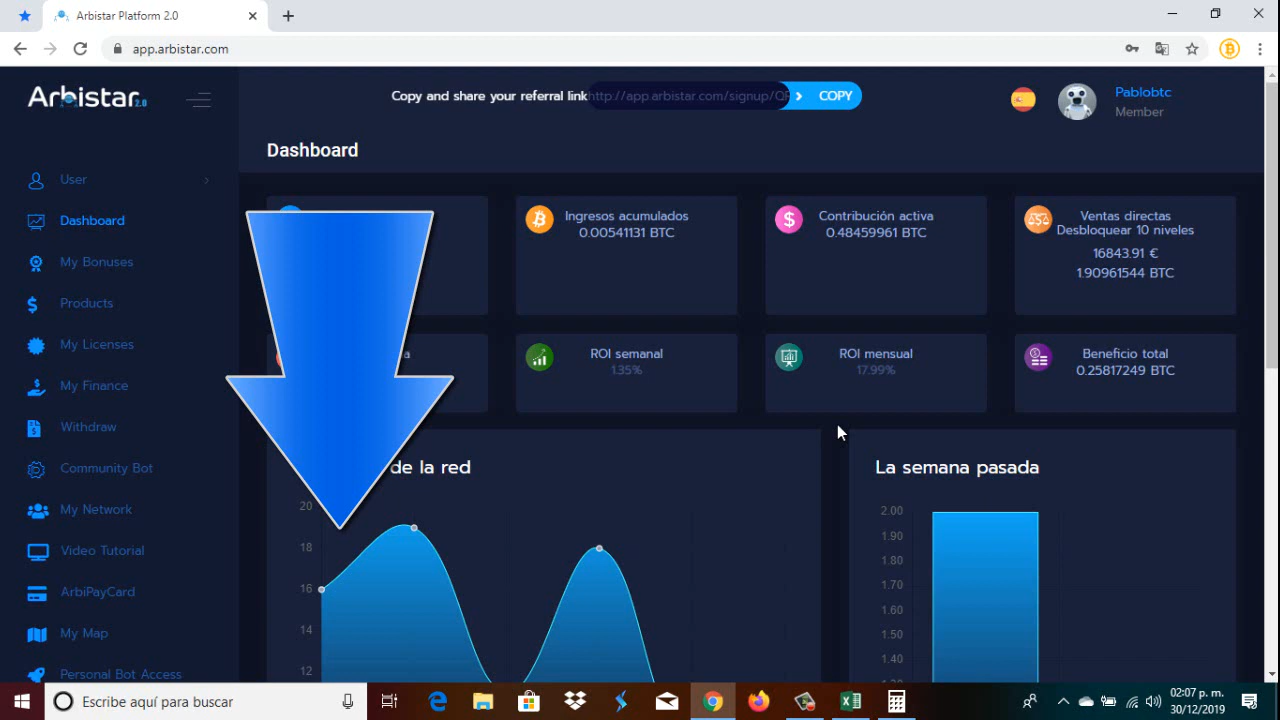 Arbistar Platform 2.0
app.arbistar.com
Arbistar 2.0
Copy and share your referral link
http://app.arbistar.com/signup/
COPY
Pablobtc
Member
Dashboard
User
Dashboard
My Bonuses
Products
My Licenses
My Finance
Withdraw
Community Bot
My Network
Video Tutorial
ArbiPayCard
My Map
Personal Bot Access
Ingresos acumulados
0.00541131 BTC
Contribución activa
0.48459961 BTC
Ventas directas
Desbloquear 10 niveles
16843.91 €
1.90961544 BTC
ROI semanal
1.35%
ROI mensual
17.99%
Beneficio total
0.25817249 BTC
de la red
20
18
16
14
12
La semana pasada
2.00
1.90
1.80
1.70
1.60
1.50
1.40
Escribe aquí para buscar
02:07 p. m.
30/12/2019